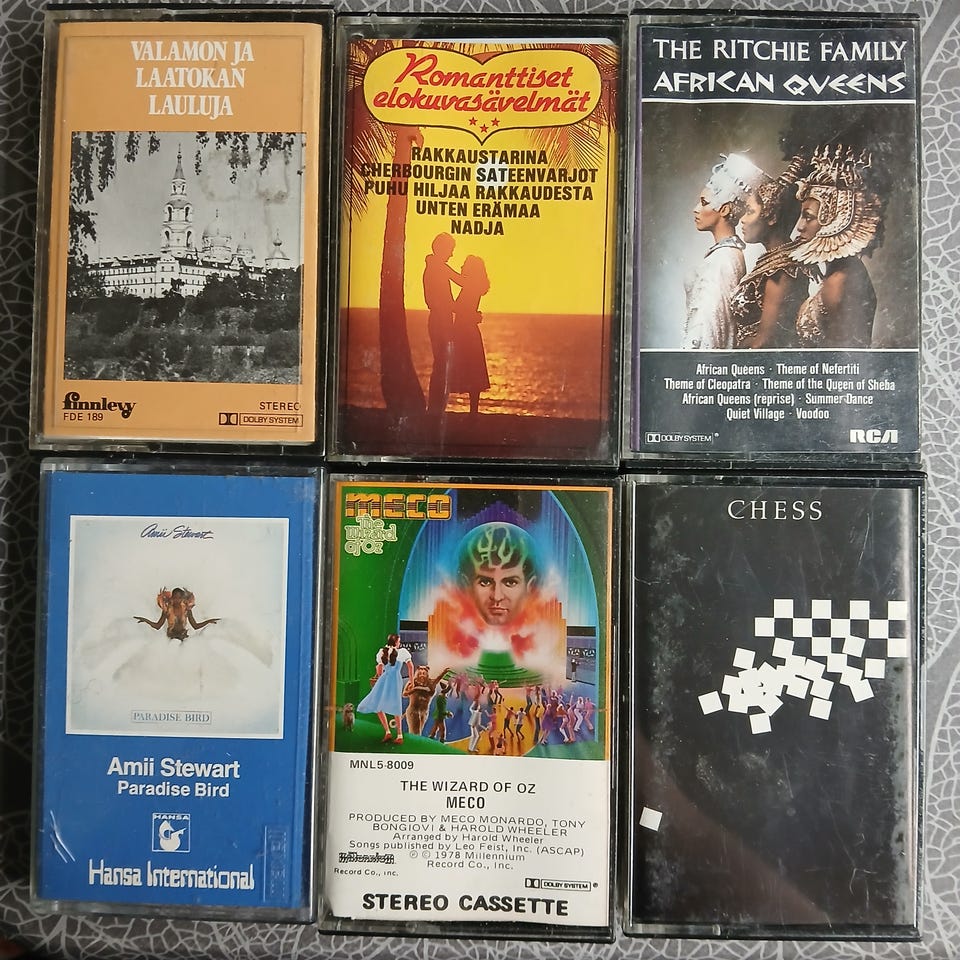 VALAMON JA
LAATOKAN
LAULUJA
finnlevy
FDE 189
STEREO
DOLBY SYSTEM
Romanttiset
elokuvasävelmät
RAKKAUSTARINA
CHERBOURGIN SATEENVARJOT
PUHU HILJAA RAKKAUDESTA
UNTEN ERÄMAA
NADJA
THE RITCHIE FAMILY
AFRICAN QUEENS
African Queens · Theme of Nefertiti
Theme of Cleopatra · Theme of the Queen of Sheba
African Queens (reprise) · Summer Dance
Quiet Village · Voodoo
DOLBY SYSTEM ®
RCA
Amii Stewart
PARADISE BIRD
Amii Stewart
Paradise Bird
HANSA
Hansa International
MECO
The
Wizard
of Oz
MNL5-8009
THE WIZARD OF OZ
MECO
PRODUCED BY MECO MONARDO, TONY
BONGIOVI & HAROLD WHEELER
Arranged by Harold Wheeler
Songs published by Leo Feist, Inc. (ASCAP)
℗ © 1978 Millennium
Record Co., Inc.
Millennium
Record Co., Inc.
DOLBY SYSTEM ®
STEREO CASSETTE
CHESS